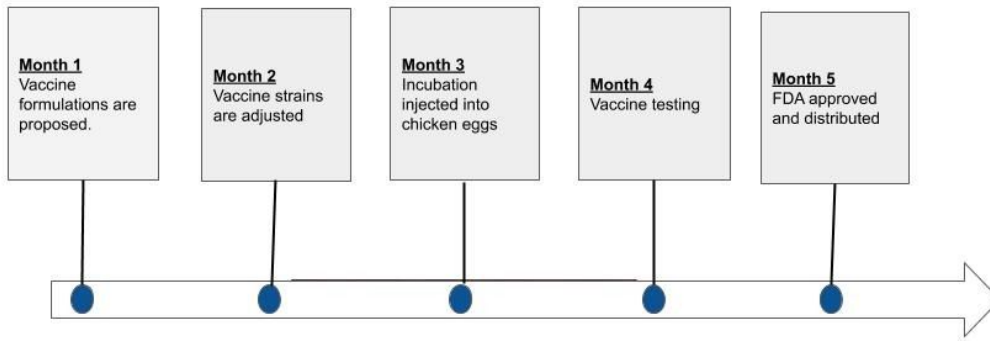 Month 1
Vaccine
formulations are
proposed.
Month 2
Vaccine strains
are adjusted
Month 3
Incubation
injected into
chicken eggs
Month 4
Vaccine testing
Month 5
FDA approved
and distributed